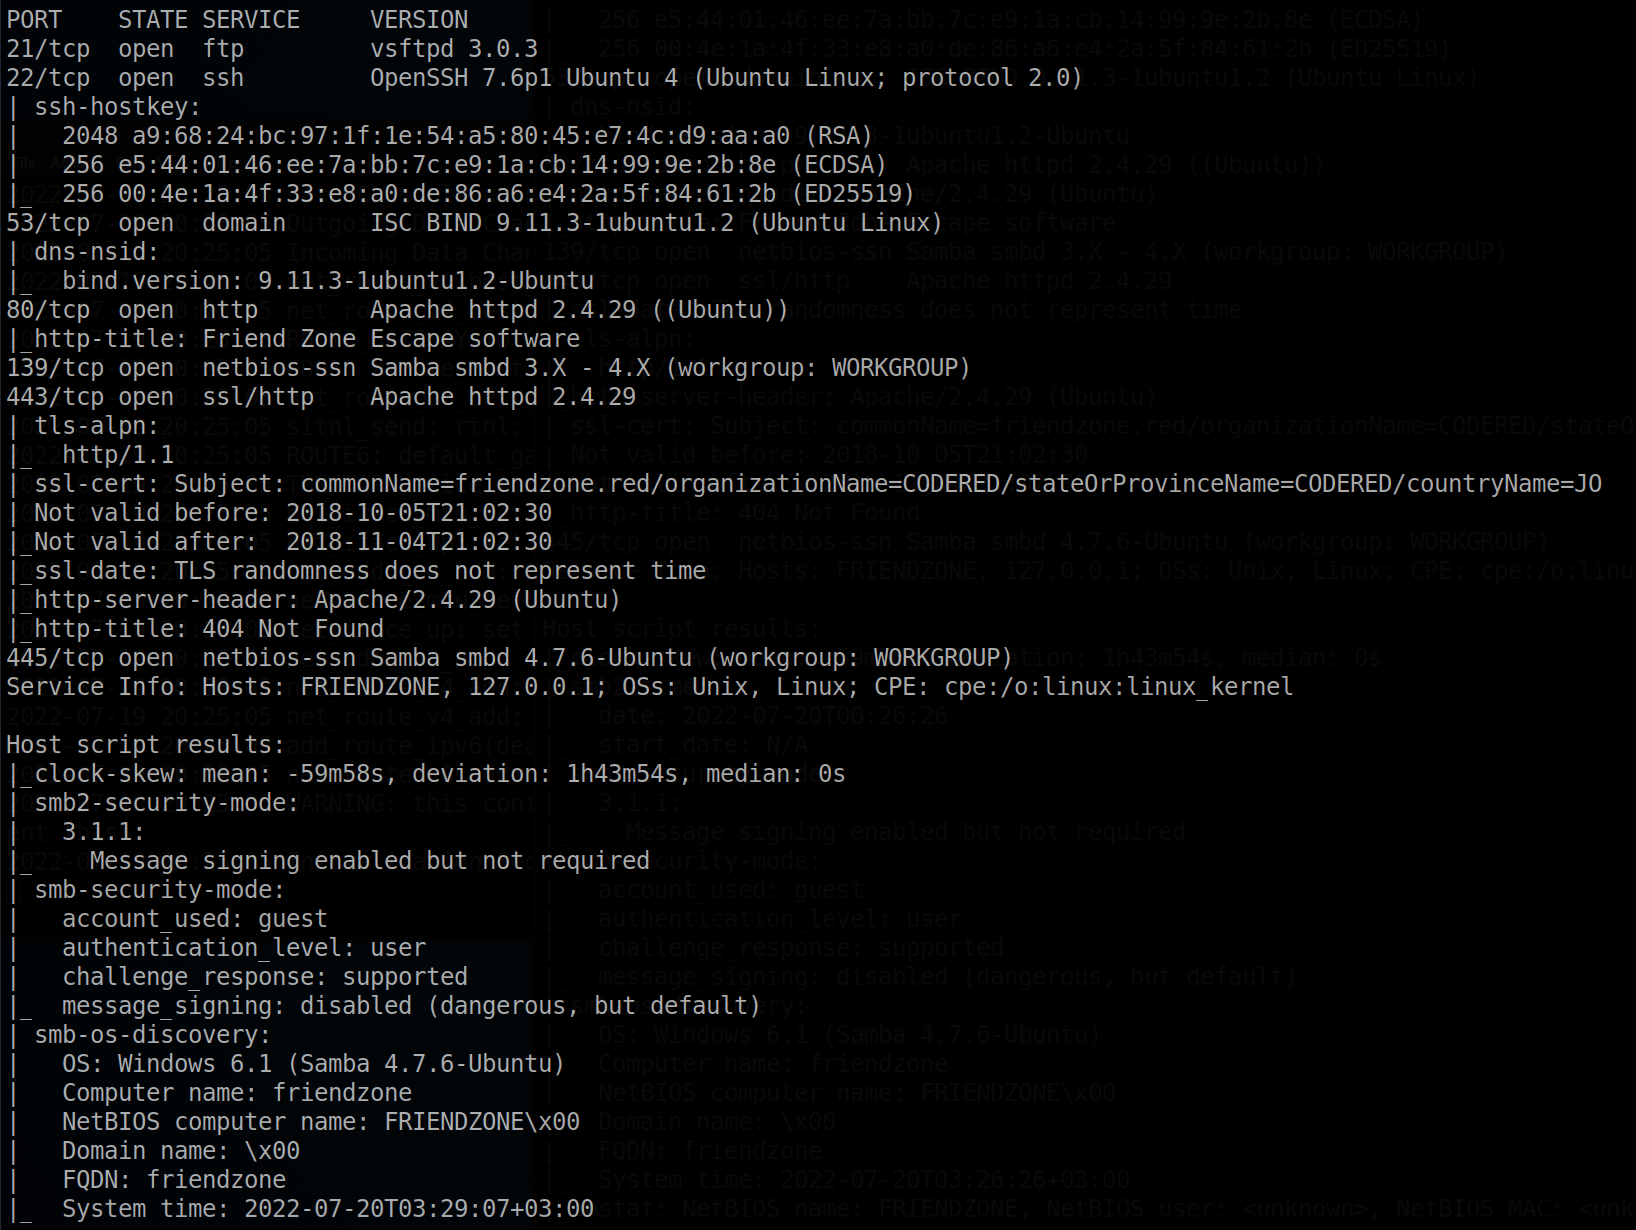 PORT    STATE SERVICE     VERSION
21/tcp  open  ftp         vsftpd 3.0.3
22/tcp  open  ssh         OpenSSH 7.6p1 Ubuntu 4 (Ubuntu Linux; protocol 2.0)
| ssh-hostkey:
|   2048 a9:68:24:bc:97:1f:1e:54:a5:80:45:e7:4c:d9:aa:a0 (RSA)
|   256 e5:44:01:46:ee:7a:bb:7c:e9:1a:cb:14:99:9e:2b:8e (ECDSA)
|_  256 00:4e:1a:4f:33:e8:a0:de:86:a6:e4:2a:5f:84:61:2b (ED25519)
53/tcp  open  domain      ISC BIND 9.11.3-1ubuntu1.2 (Ubuntu Linux)
| dns-nsid:
|_  bind.version: 9.11.3-1ubuntu1.2-Ubuntu
80/tcp  open  http        Apache httpd 2.4.29 ((Ubuntu))
|_http-title: Friend Zone Escape software
139/tcp open  netbios-ssn Samba smbd 3.X - 4.X (workgroup: WORKGROUP)
443/tcp open  ssl/http    Apache httpd 2.4.29
| tls-alpn:
|_  http/1.1
| ssl-cert: Subject: commonName=friendzone.red/organizationName=CODERED/stateOrProvinceName=CODERED/countryName=JO
| Not valid before: 2018-10-05T21:02:30
|_Not valid after:  2018-11-04T21:02:30
|_ssl-date: TLS randomness does not represent time
|_http-server-header: Apache/2.4.29 (Ubuntu)
|_http-title: 404 Not Found
445/tcp open  netbios-ssn Samba smbd 4.7.6-Ubuntu (workgroup: WORKGROUP)
Service Info: Hosts: FRIENDZONE, 127.0.0.1; OSs: Unix, Linux; CPE: cpe:/o:linux:linux_kernel

Host script results:
|_clock-skew: mean: -59m58s, deviation: 1h43m54s, median: 0s
| smb2-security-mode:
|   3.1.1:
|_    Message signing enabled but not required
| smb-security-mode:
|   account_used: guest
|   authentication_level: user
|   challenge_response: supported
|_  message_signing: disabled (dangerous, but default)
| smb-os-discovery:
|   OS: Windows 6.1 (Samba 4.7.6-Ubuntu)
|   Computer name: friendzone
|   NetBIOS computer name: FRIENDZONE\x00
|   Domain name: \x00
|   FQDN: friendzone
|_  System time: 2022-07-20T03:29:07+03:00